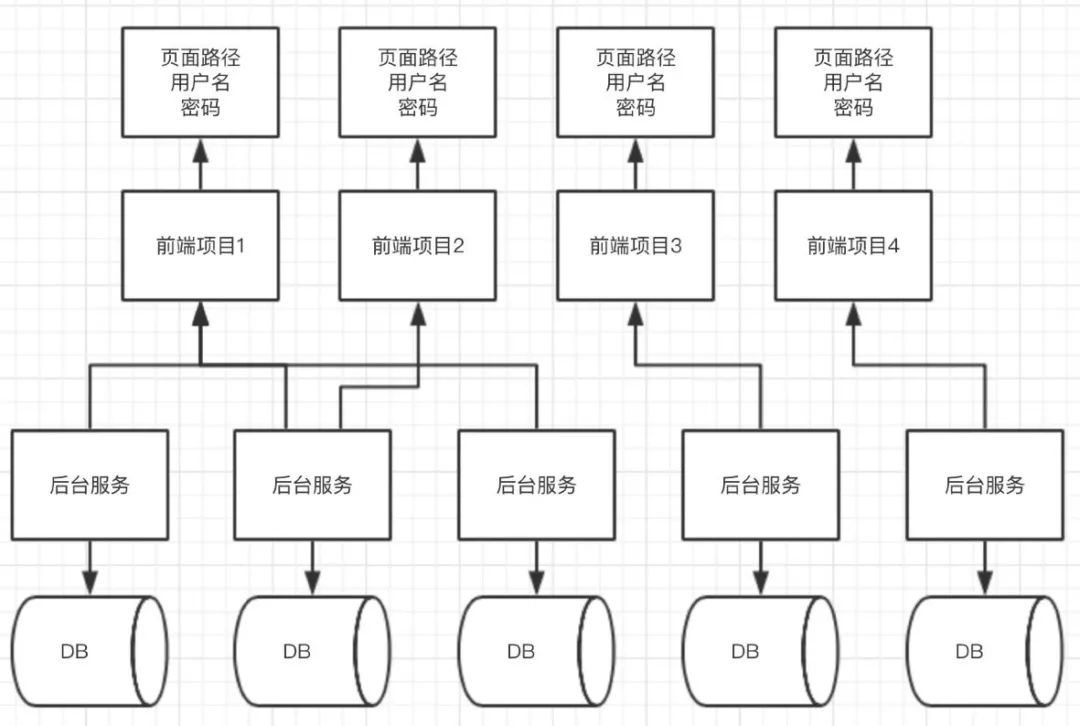 页面路径
用户名
密码
页面路径
用户名
密码
页面路径
用户名
密码
页面路径
用户名
密码
前端项目1
前端项目2
前端项目3
前端项目4
后台服务
后台服务
后台服务
后台服务
后台服务
DB
DB
DB
DB
DB